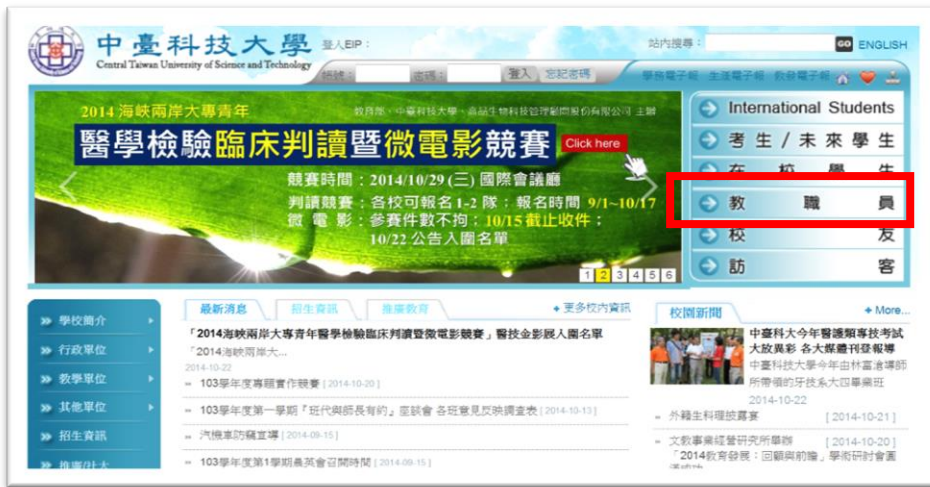 中臺科技大學
Central Taiwan University of Science and Technology
登入EIP：
帳號：
密碼：
登入
忘記密碼
站內搜尋：
GO
ENGLISH
學務電子報 生涯電子報 教發電子報
2014 海峽兩岸大專青年
教育部、中臺科技大學、高品生物科技管理顧問股份有限公司 主辦
醫學檢驗臨床判讀暨微電影競賽
Click here
競賽時間：2014/10/29 (三) 國際會議廳
判讀競賽：各校可報名 1-2 隊；報名時間 9/1~10/17
微 電 影：參賽件數不拘；10/15 截止收件；
10/22 公告入圍名單
1 2 3 4 5 6
International Students
考生/未來學生
在校學生
教職員
校友
訪客
學校簡介
行政單位
教學單位
其他單位
招生資訊
推廣/社大
最新消息
招生資訊
推廣教育
更多校內資訊
「2014海峽兩岸大專青年醫學檢驗臨床判讀暨微電影競賽」醫技金影展入圍名單
「2014海峽兩岸大...
2014-10-22
103學年度專題實作競賽 [ 2014-10-20 ]
103學年度第一學期『班代與師長有約』座談會 各班意見反映調查表 [ 2014-10-13 ]
汽機車防竊宣導 [ 2014-09-15 ]
103學年度第1學期晨英會召開時間 [ 2014-09-15 ]
校園新聞
More...
中臺科大今年醫護類專技考試
大放異彩 各大媒體刊登報導
中臺科技大學今年由林富滄導師
所帶領的牙技系大四畢業班
2014-10-22
外籍生料理披露宴 [ 2014-10-21 ]
文教事業經營研究所舉辦 [ 2014-10-20 ]
「2014教育發展：回顧與前瞻」學術研討會圓
滿成功